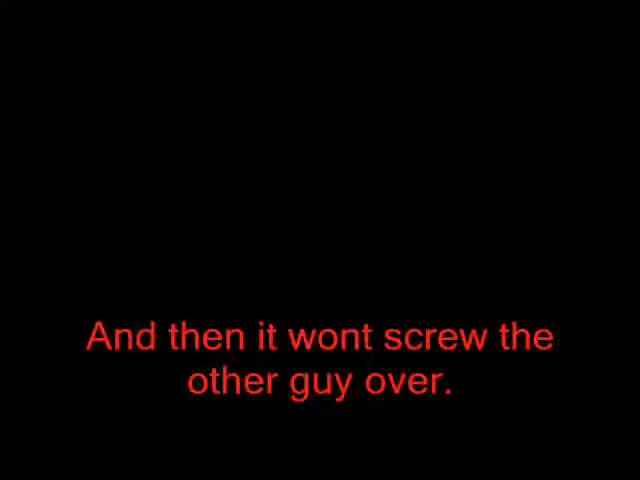 And then it wont screw the
other guy over.